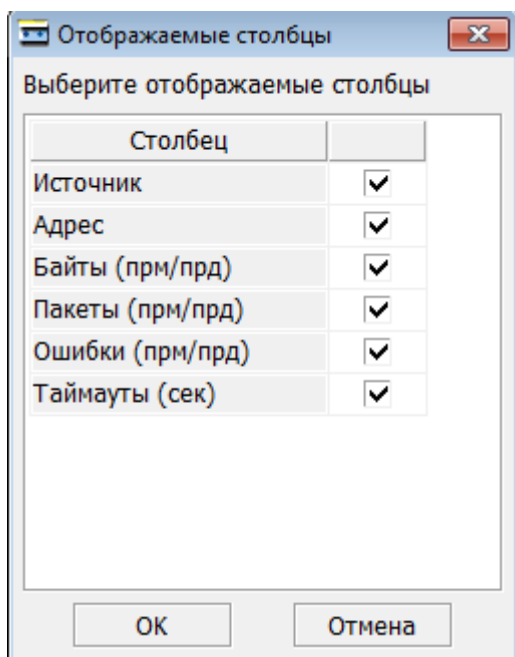 Отображаемые столбцы
Выберите отображаемые столбцы
Столбец
Источник
Адрес
Байты (прм/прд)
Пакеты (прм/прд)
Ошибки (прм/прд)
Таймауты (сек)
OK Отмена